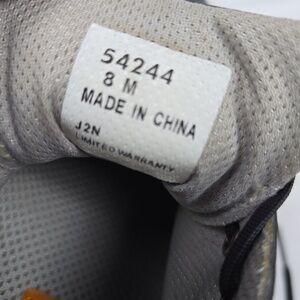 54244
8 M
MADE IN CHINA
J2N
LIMITED WARRANTY